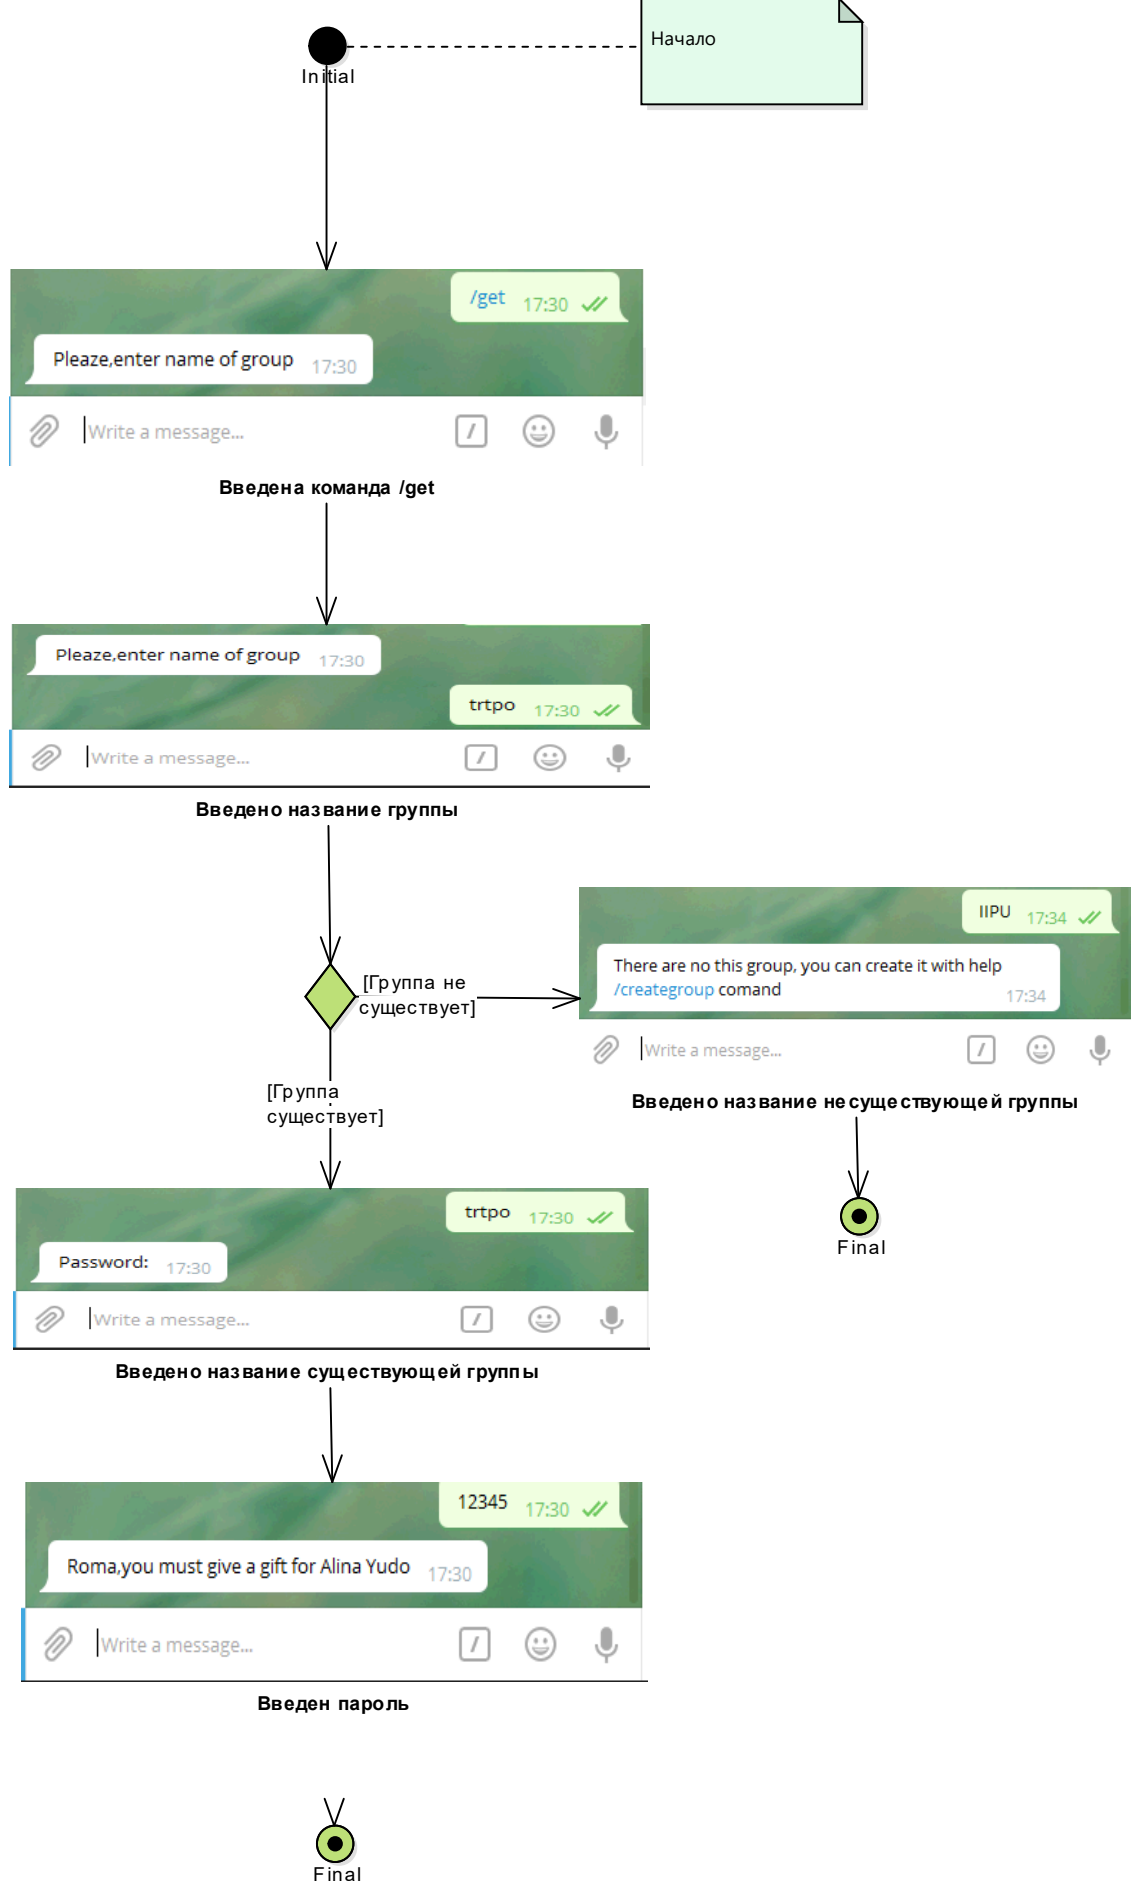 Начало
Initial
/get 17:30
Pleaze,enter name of group 17:30
Write a message...
Введена команда /get
Pleaze,enter name of group 17:30
trtpo 17:30
Write a message...
Введено название группы
IIPU 17:34
There are no this group, you can create it with help
/creategroup comand 17:34
Write a message...
Введено название несуществующей группы
[Группа не
существует]
[Группа
существует]
Final
trtpo 17:30
Password: 17:30
Write a message...
Введено название существующей группы
12345 17:30
Roma,you must give a gift for Alina Yudo 17:30
Write a message...
Введен пароль
Final